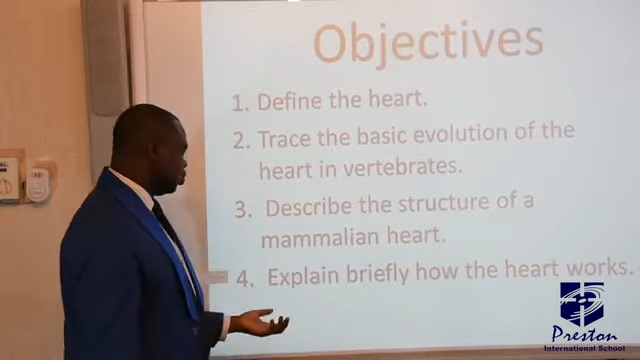 Objectives
1. Define the heart.
2. Trace the basic evolution of the
heart in vertebrates.
3. Describe the structure of a
mammalian heart.
4. Explain briefly how the heart works.
Preston
International School